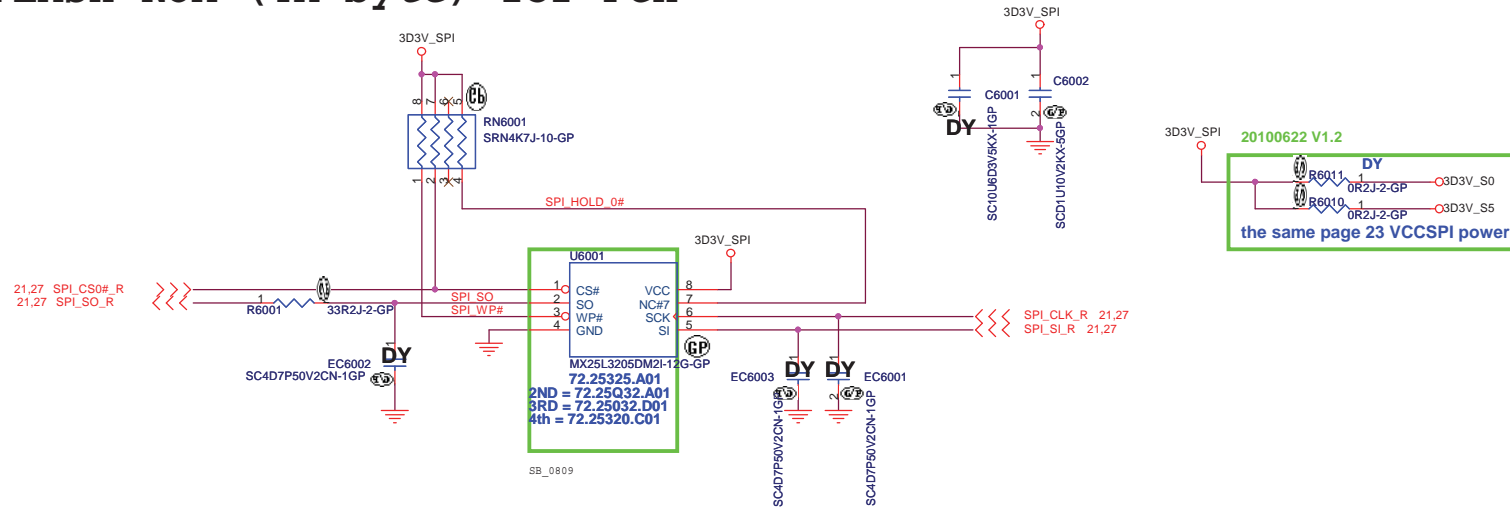 3D3V_SPI
8 7 6 5
RN6001
SRN4K7J-10-GP
1 2 3 4
SPI_HOLD_0#
3D3V_SPI
1 1
C6001
C6002
2
DY
SC10U6D3V5KX-1GP
SCD1U10V2KX-5GP
3D3V_SPI
20100622 V1.2
DY
R6011 1
0R2J-2-GP
3D3V_S0
R6010 1
0R2J-2-GP
3D3V_S5
the same page 23 VCCSPI power
3D3V_SPI
U6001
21,27 SPI_CS0#_R
21,27 SPI_SO_R
1
R6001
33R2J-2-GP
SPI_SO
SPI_WP#
1 CS#
2 SO
3 WP#
4 GND
VCC 8
NC#7 7
SCK 6
SI 5
SPI_CLK_R 21,27
SPI_SI_R 21,27
GP
MX25L3205DM2I-12G-GP
72.25325.A01
2ND = 72.25Q32.A01
3RD = 72.25032.D01
4th = 72.25320.C01
SB_0809
1
DY
EC6002
SC4D7P50V2CN-1GP
1
DY
EC6003
SC4D7P50V2CN-1GP
1
DY
EC6001
2
SC4D7P50V2CN-1GP